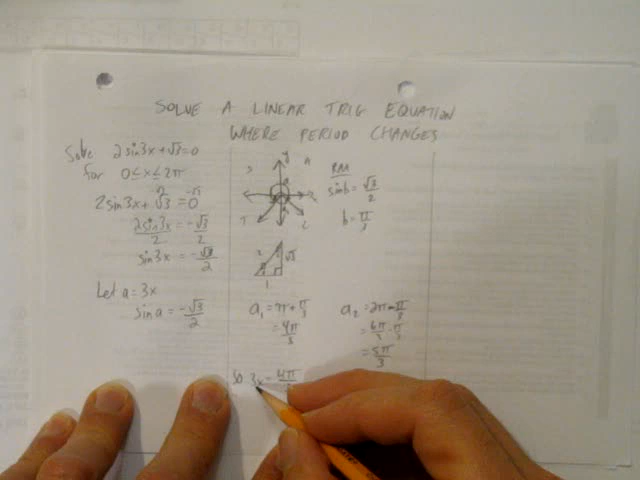 SOLVE A LINEAR TRIG EQUATION
WHERE PERIOD CHANGES
Solve 2sin3x+√3=0
for 0≤x≤2π
2sin3x+√3=0
-√3 -√3
2sin3x = -√3
2 2
sin3x = -√3/2
Let a=3x
sin a = -√3/2
y
S A
x
T C
2 √3
1
RAA
sin b = √3/2
b = π/3
a₁ = π+π/3
= 4π/3
a₂ = 2π-π/3
= 6π/3 - π/3
= 5π/3
So 3x = 4π